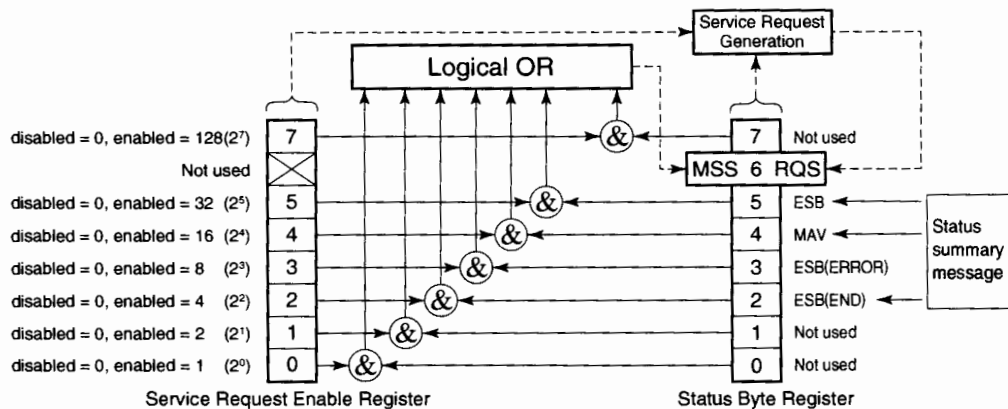 Service Request
Generation
Logical OR
disabled = 0, enabled = 128(2⁷) 7 & 7 Not used
Not used MSS 6 RQS
disabled = 0, enabled = 32 (2⁵) 5 & 5 ESB
disabled = 0, enabled = 16 (2⁴) 4 & 4 MAV
disabled = 0, enabled = 8 (2³) 3 & 3 ESB(ERROR)
disabled = 0, enabled = 4 (2²) 2 & 2 ESB(END)
disabled = 0, enabled = 2 (2¹) 1 & 1 Not used
disabled = 0, enabled = 1 (2⁰) 0 & 0 Not used
Status
summary
message
Service Request Enable Register
Status Byte Register